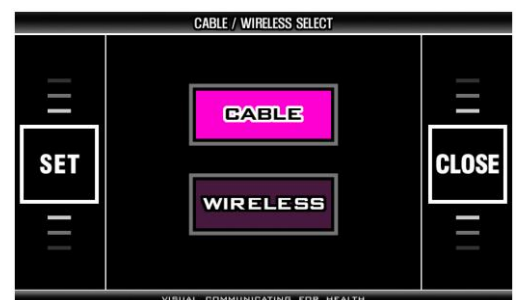 CABLE / WIRELESS SELECT
CABLE
SET
CLOSE
WIRELESS
VISUAL COMMUNICATING FOR HEALTH